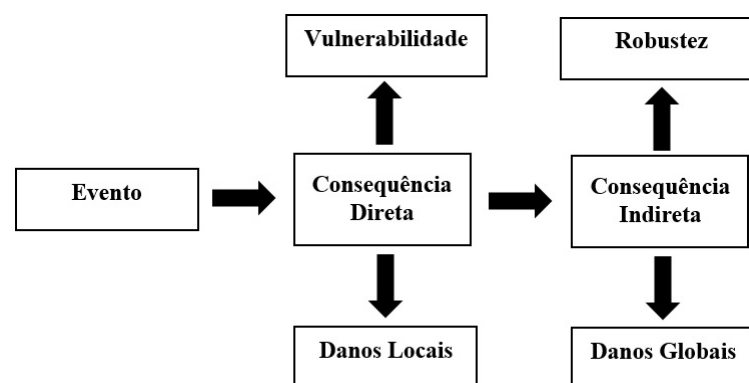 Vulnerabilidade
Robustez
Evento
Consequência
Direta
Consequência
Indireta
Danos Locais
Danos Globais